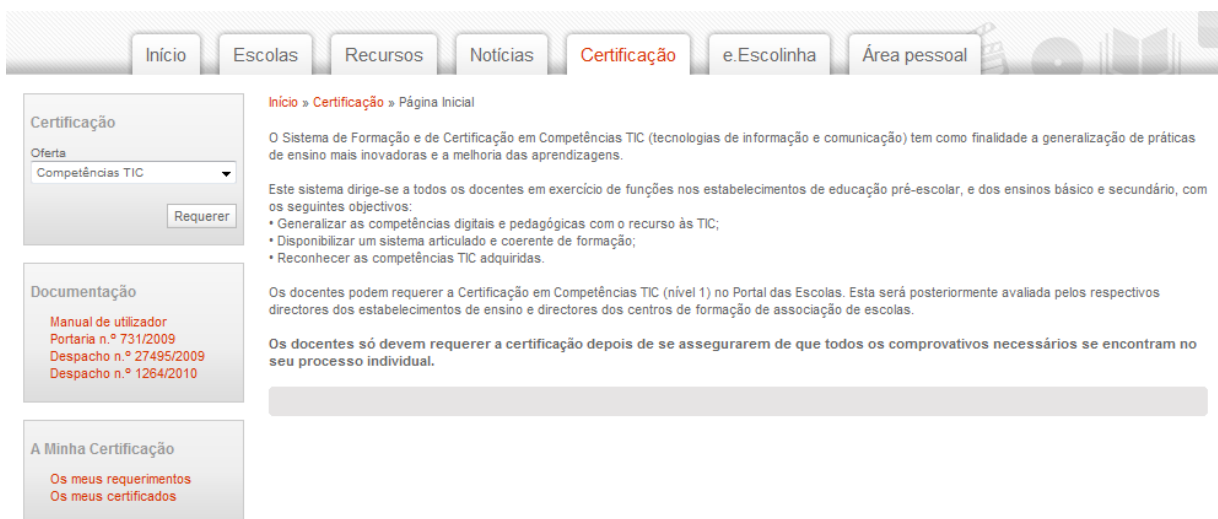 Início
Escolas
Recursos
Notícias
Certificação
e.Escolinha
Área pessoal
Certificação
Oferta
Competências TIC
Requerer
Documentação
Manual de utilizador
Portaria n.º 731/2009
Despacho n.º 27495/2009
Despacho n.º 1264/2010
A Minha Certificação
Os meus requerimentos
Os meus certificados
Início » Certificação » Página Inicial
O Sistema de Formação e de Certificação em Competências TIC (tecnologias de informação e comunicação) tem como finalidade a generalização de práticas
de ensino mais inovadoras e a melhoria das aprendizagens.
Este sistema dirige-se a todos os docentes em exercício de funções nos estabelecimentos de educação pré-escolar, e dos ensinos básico e secundário, com
os seguintes objectivos:
• Generalizar as competências digitais e pedagógicas com o recurso às TIC;
• Disponibilizar um sistema articulado e coerente de formação;
• Reconhecer as competências TIC adquiridas.
Os docentes podem requerer a Certificação em Competências TIC (nível 1) no Portal das Escolas. Esta será posteriormente avaliada pelos respectivos
directores dos estabelecimentos de ensino e directores dos centros de formação de associação de escolas.
Os docentes só devem requerer a certificação depois de se assegurarem de que todos os comprovativos necessários se encontram no
seu processo individual.